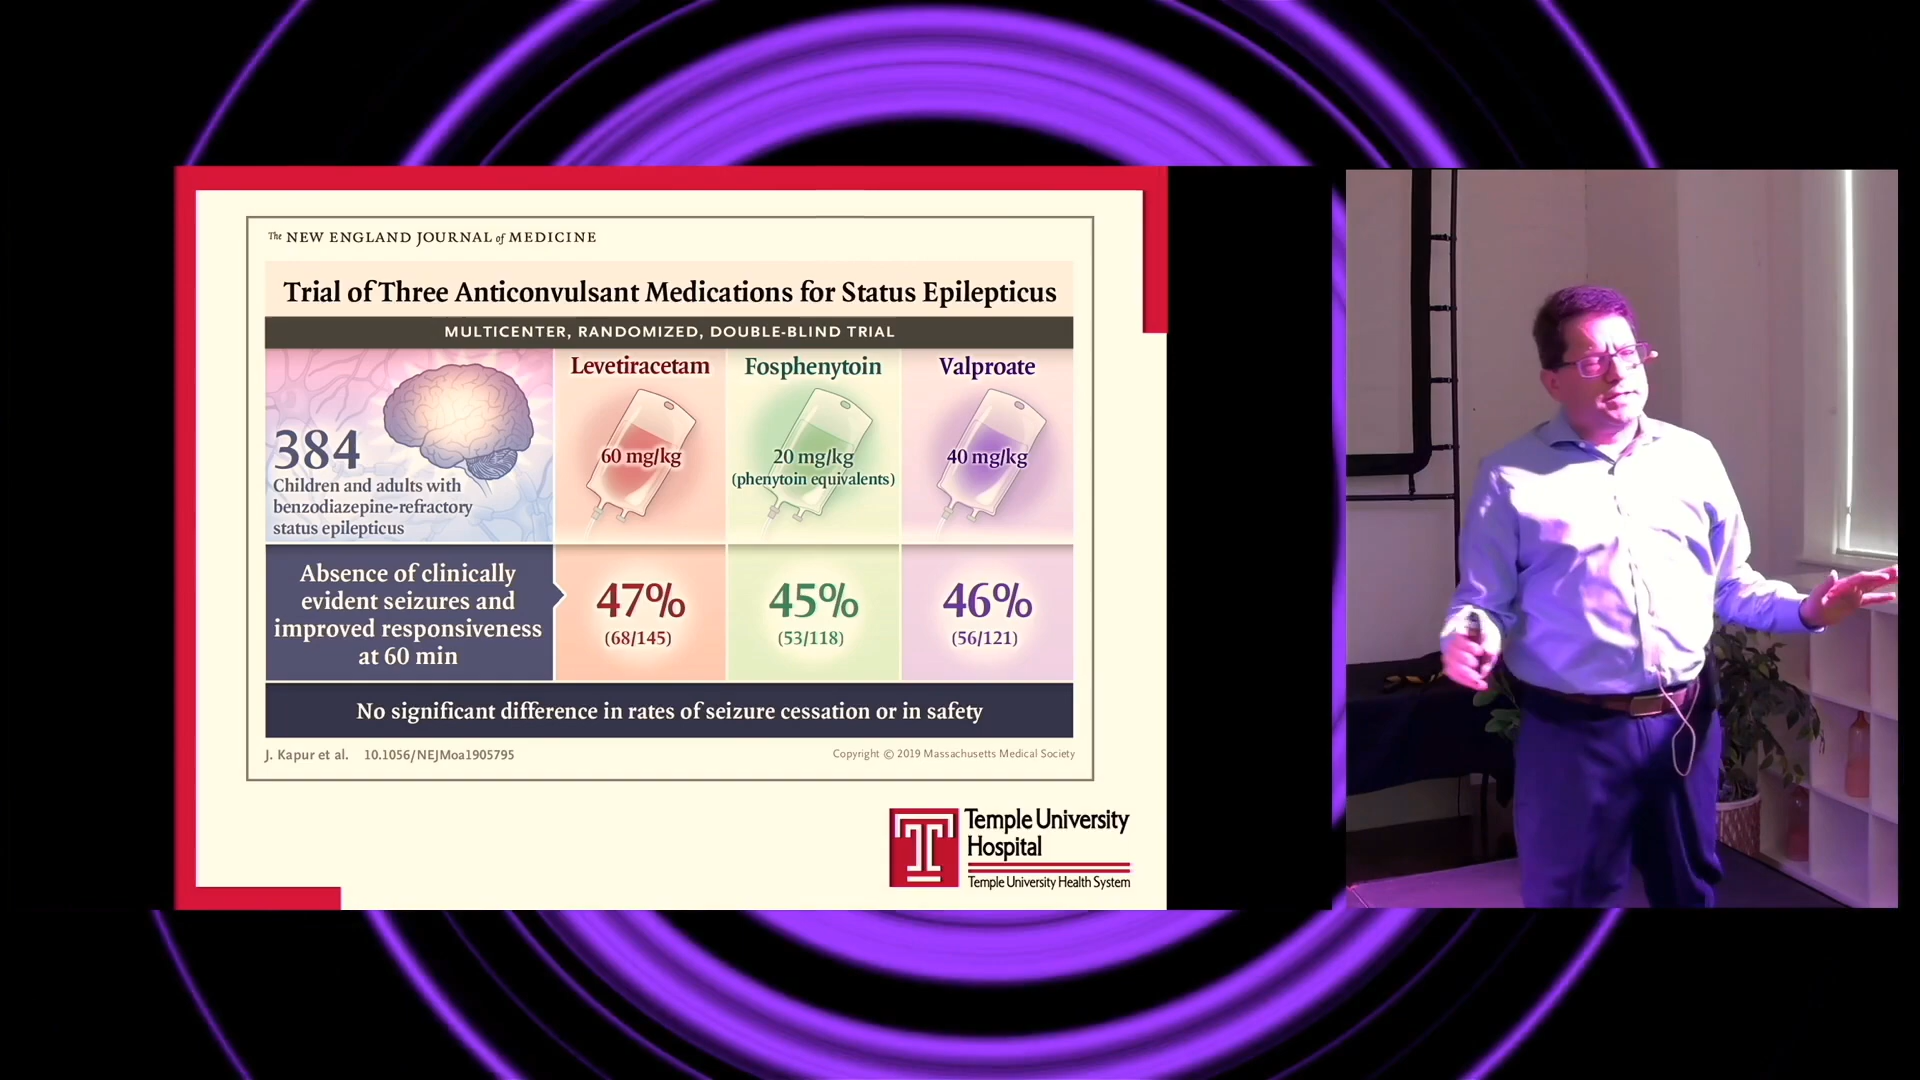 The NEW ENGLAND JOURNAL of MEDICINE
Trial of Three Anticonvulsant Medications for Status Epilepticus
MULTICENTER, RANDOMIZED, DOUBLE-BLIND TRIAL
384
Children and adults with
benzodiazepine-refractory
status epilepticus
Levetiracetam
60 mg/kg
Fosphenytoin
20 mg/kg
(phenytoin equivalents)
Valproate
40 mg/kg
Absence of clinically
evident seizures and
improved responsiveness
at 60 min
47%
(68/145)
45%
(53/118)
46%
(56/121)
No significant difference in rates of seizure cessation or in safety
J. Kapur et al. 10.1056/NEJMoa1905795
Copyright © 2019 Massachusetts Medical Society
T
Temple University
Hospital
Temple University Health System